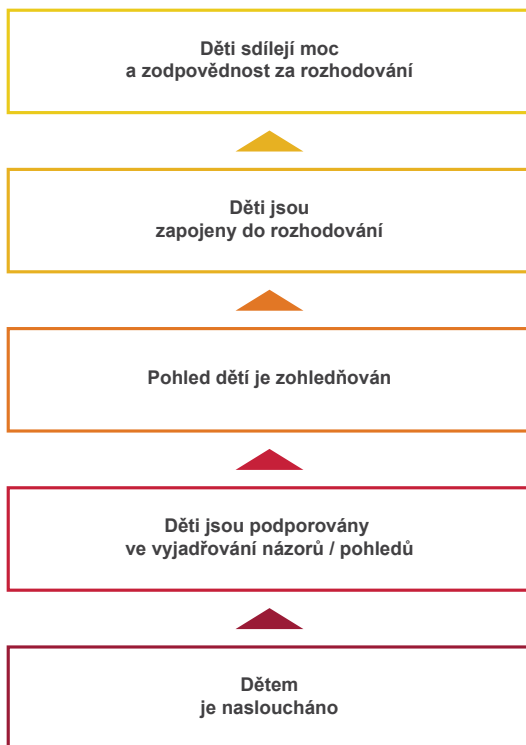 Děti sdílejí moc
a zodpovědnost za rozhodování
Děti jsou
zapojeny do rozhodování
Pohled dětí je zohledňován
Děti jsou podporovány
ve vyjadřování názorů / pohledů
Dětem
je nasloucháno